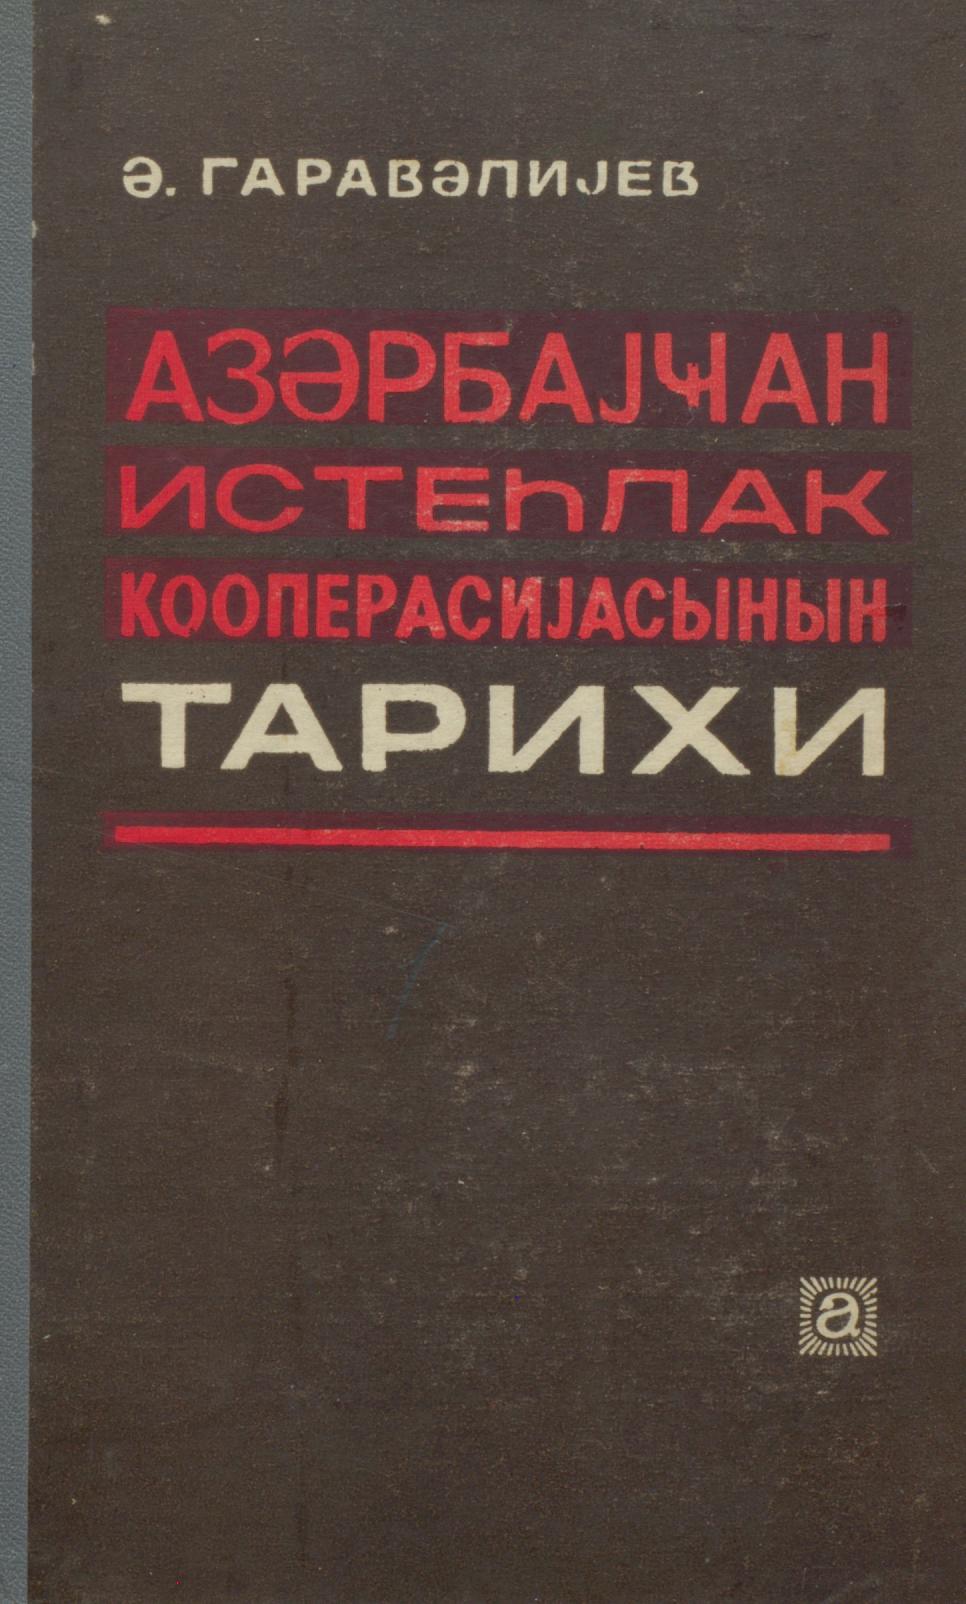 Ә. ГАРАВӘЛИЈЕВ
АЗӘРБАЈҸАН
ИСТЕҺЛАК
КООПЕРАСИЈАСЫНЫН
ТАРИХИ
а